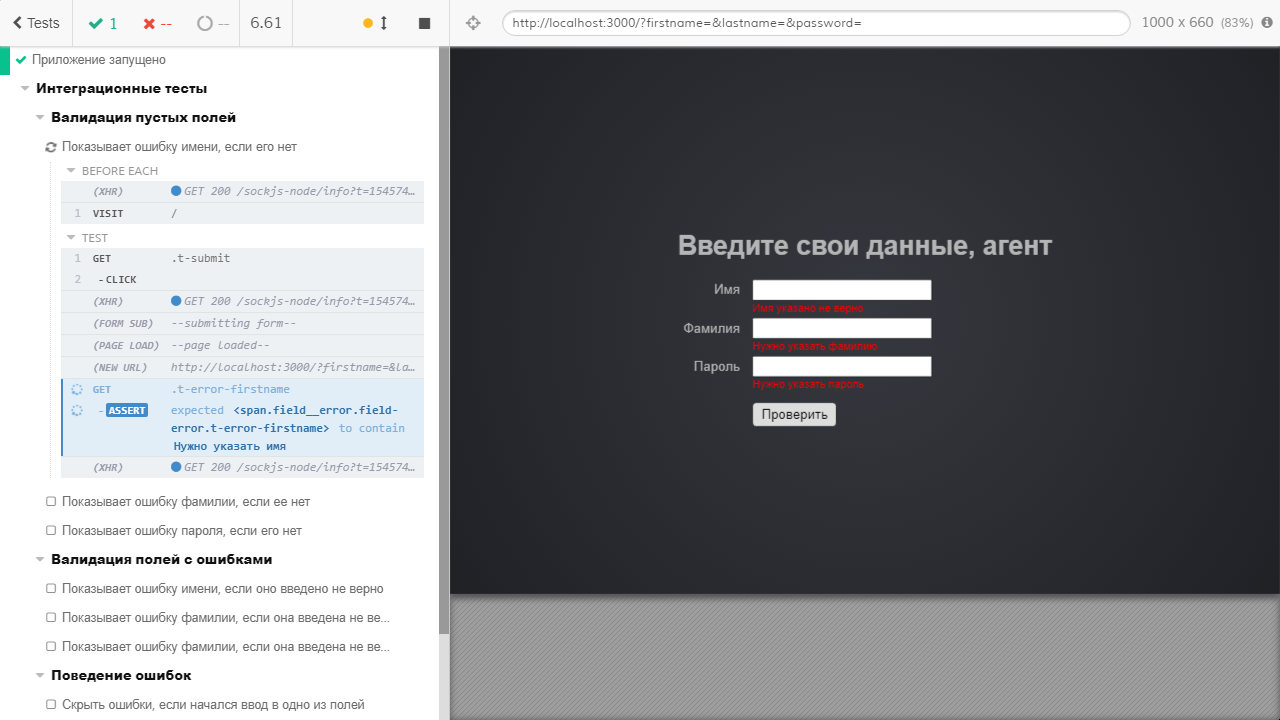 Tests 1 -- -- 6.61
http://localhost:3000/?firstname=&lastname=&password= 1000 x 660 (83%)
Приложение запущено
Интеграционные тесты
Валидация пустых полей
Показывает ошибку имени, если его нет
BEFORE EACH
(XHR) GET 200 /sockjs-node/info?t=154574…
1 VISIT /
TEST
1 GET .t-submit
2 -CLICK
(XHR) GET 200 /sockjs-node/info?t=154574…
(FORM SUB) --submitting form--
(PAGE LOAD) --page loaded--
(NEW URL) http://localhost:3000/?firstname=&la…
GET .t-error-firstname
-ASSERT expected <span.field__error.field-
error.t-error-firstname> to contain
Нужно указать имя
(XHR) GET 200 /sockjs-node/info?t=154574…
Показывает ошибку фамилии, если ее нет
Показывает ошибку пароля, если его нет
Валидация полей с ошибками
Показывает ошибку имени, если оно введено не верно
Показывает ошибку фамилии, если она введена не ве...
Показывает ошибку фамилии, если она введена не ве...
Поведение ошибок
Скрыть ошибки, если начался ввод в одно из полей
Введите свои данные, агент
Имя
Имя указано не верно
Фамилия
Нужно указать фамилию
Пароль
Нужно указать пароль
Проверить